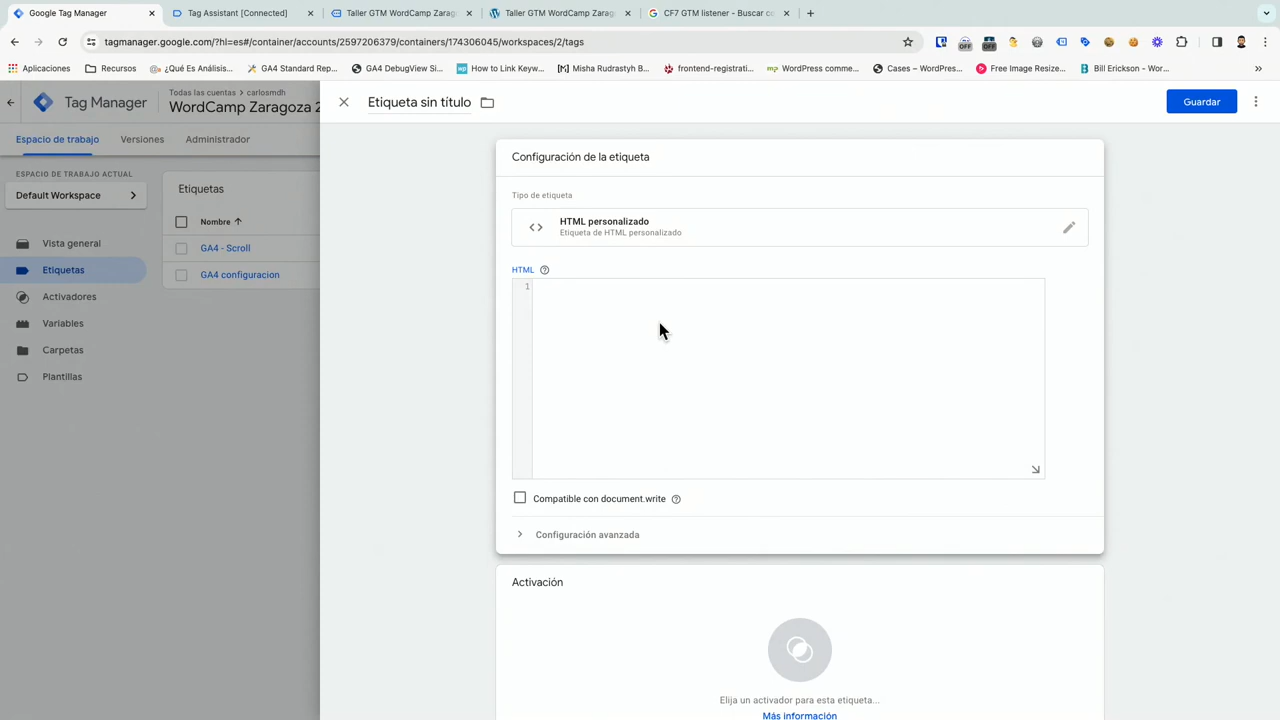 Google Tag Manager
Tag Assistant [Connected]
Taller GTM WordCamp Zarag
Taller GTM WordCamp Zarag
CF7 GTM listener - Buscar co
tagmanager.google.com/?hl=es#/container/accounts/2597206379/containers/174306045/workspaces/2/tags
OFF
OFF
Aplicaciones
Recursos
¿Qué Es Análisis...
GA4 Standard Rep...
GA4 DebugView Si...
How to Link Keyw...
Misha Rudrastyh B...
frontend-registrati...
WordPress comme...
Cases – WordPres...
Free Image Resize...
Bill Erickson - Wor...
Tag Manager
Todas las cuentas > carlosmdh
WordCamp Zaragoza 2
Etiqueta sin título
Guardar
Espacio de trabajo
Versiones
Administrador
ESPACIO DE TRABAJO ACTUAL
Default Workspace
Vista general
Etiquetas
Activadores
Variables
Carpetas
Plantillas
Etiquetas
Nombre
GA4 - Scroll
GA4 configuracion
Configuración de la etiqueta
Tipo de etiqueta
HTML personalizado
Etiqueta de HTML personalizado
HTML
1
Compatible con document.write
Configuración avanzada
Activación
Elija un activador para esta etiqueta...
Más información